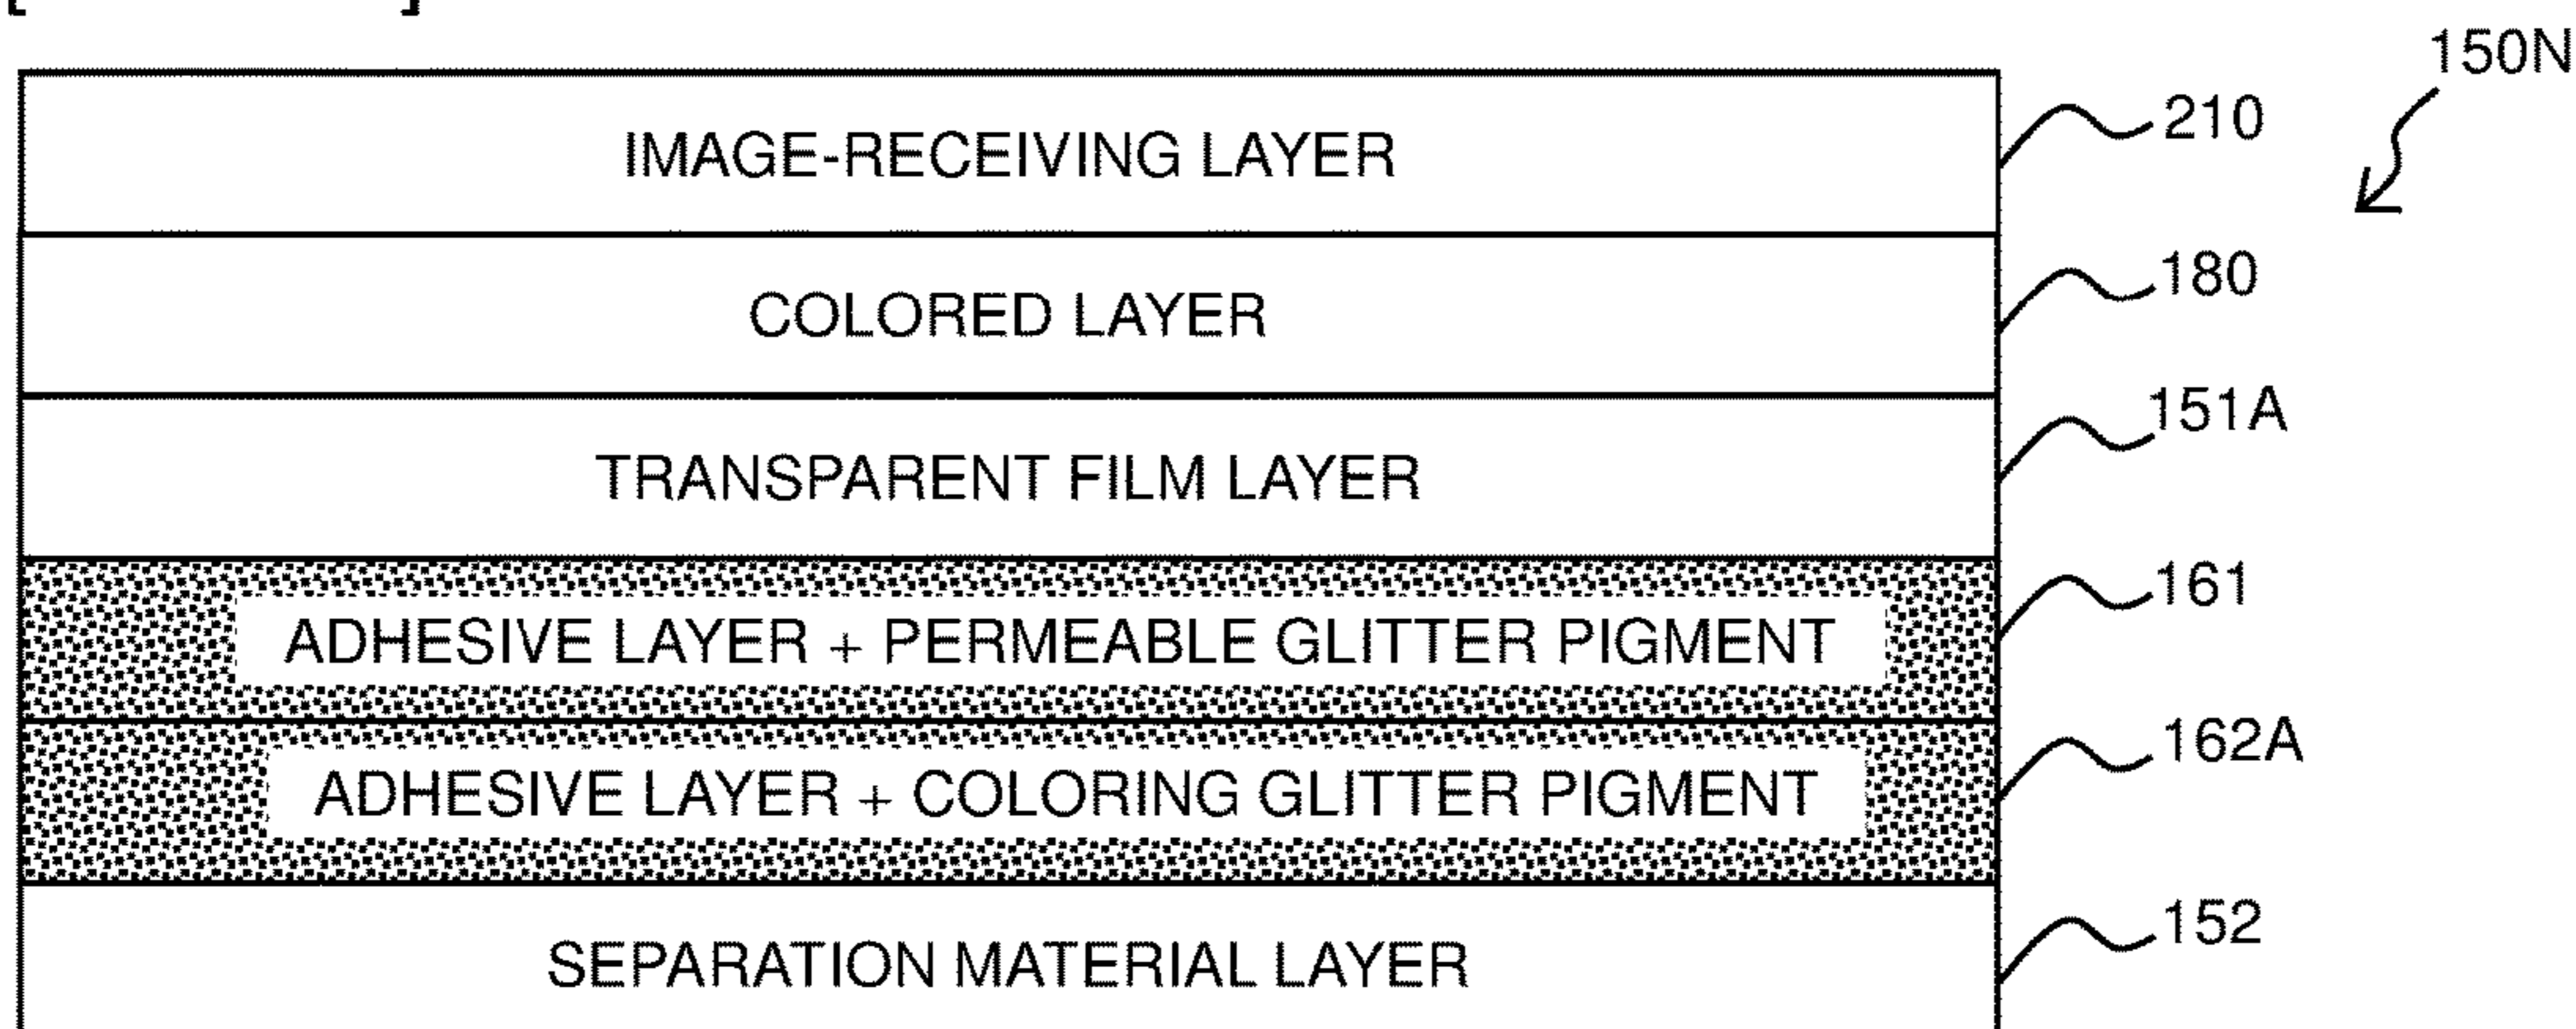 150N
IMAGE-RECEIVING LAYER 210
COLORED LAYER 180
TRANSPARENT FILM LAYER 151A
ADHESIVE LAYER + PERMEABLE GLITTER PIGMENT 161
ADHESIVE LAYER + COLORING GLITTER PIGMENT 162A
SEPARATION MATERIAL LAYER 152